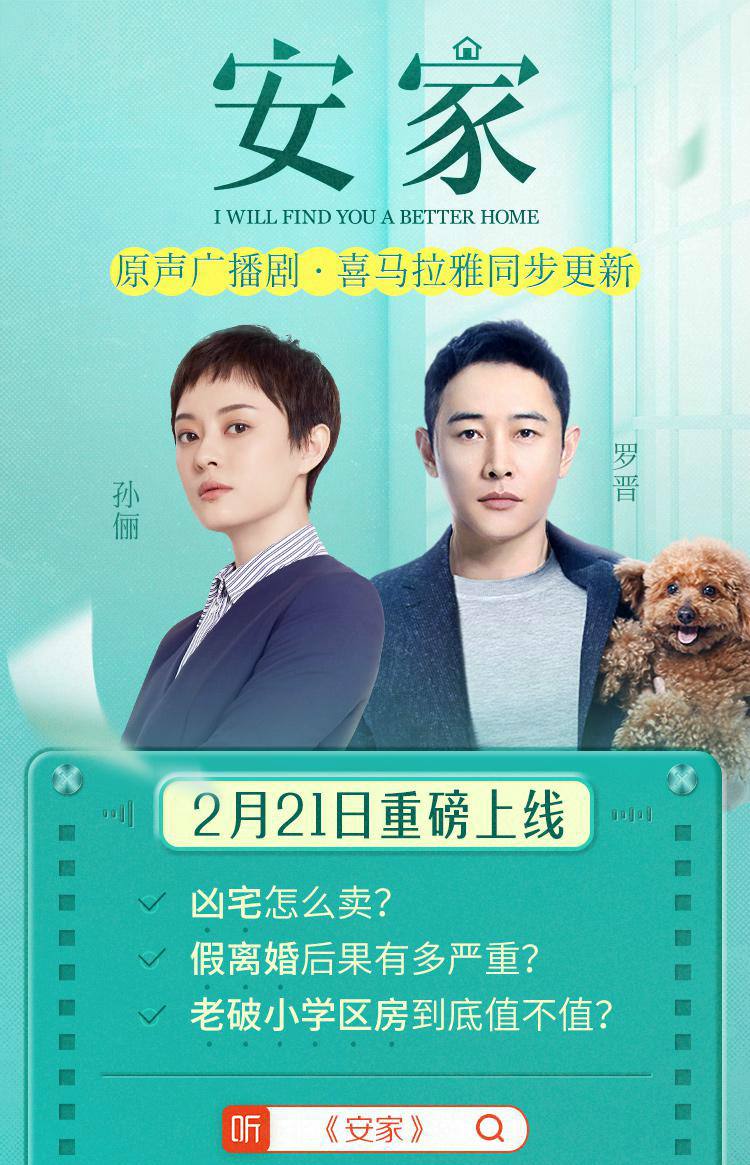 安家
I WILL FIND YOU A BETTER HOME
原声广播剧·喜马拉雅同步更新
孙俪
罗晋
2月21日重磅上线
凶宅怎么卖?
假离婚后果有多严重?
老破小学区房到底值不值?
听 《安家》